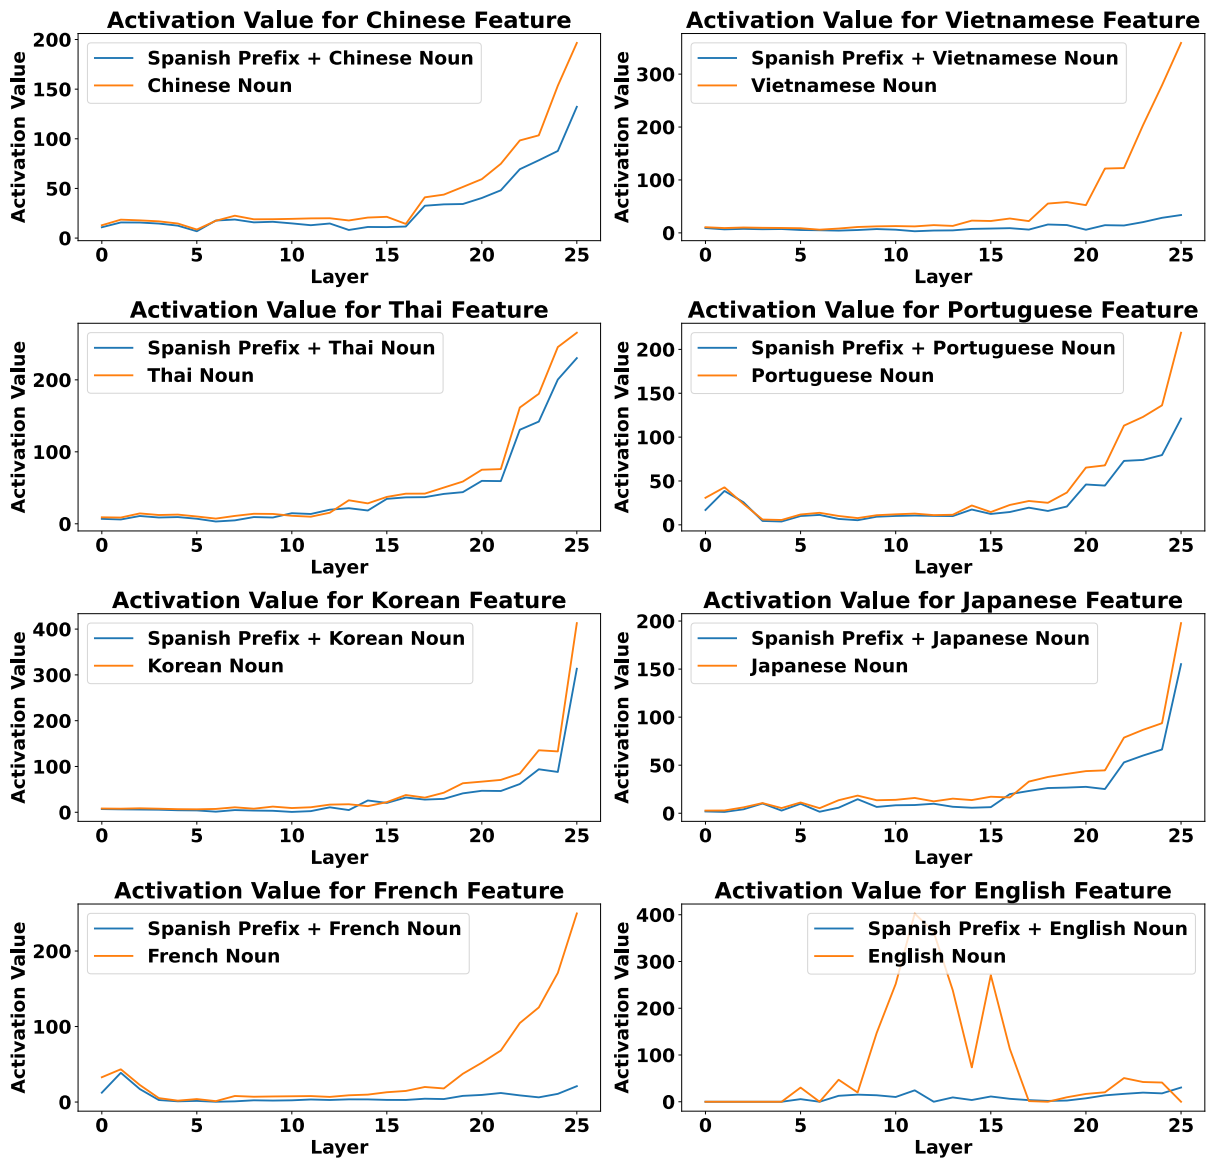 Activation Value for Chinese Feature
Activation Value
200
150
100
50
0
Spanish Prefix + Chinese Noun
Chinese Noun
0 5 10 15 20 25
Layer
Activation Value for Vietnamese Feature
Activation Value
300
200
100
0
Spanish Prefix + Vietnamese Noun
Vietnamese Noun
0 5 10 15 20 25
Layer
Activation Value for Thai Feature
Activation Value
200
100
0
Spanish Prefix + Thai Noun
Thai Noun
0 5 10 15 20 25
Layer
Activation Value for Portuguese Feature
Activation Value
200
150
100
50
0
Spanish Prefix + Portuguese Noun
Portuguese Noun
0 5 10 15 20 25
Layer
Activation Value for Korean Feature
Activation Value
400
300
200
100
0
Spanish Prefix + Korean Noun
Korean Noun
0 5 10 15 20 25
Layer
Activation Value for Japanese Feature
Activation Value
200
150
100
50
0
Spanish Prefix + Japanese Noun
Japanese Noun
0 5 10 15 20 25
Layer
Activation Value for French Feature
Activation Value
200
100
0
Spanish Prefix + French Noun
French Noun
0 5 10 15 20 25
Layer
Activation Value for English Feature
Activation Value
400
300
200
100
0
Spanish Prefix + English Noun
English Noun
0 5 10 15 20 25
Layer